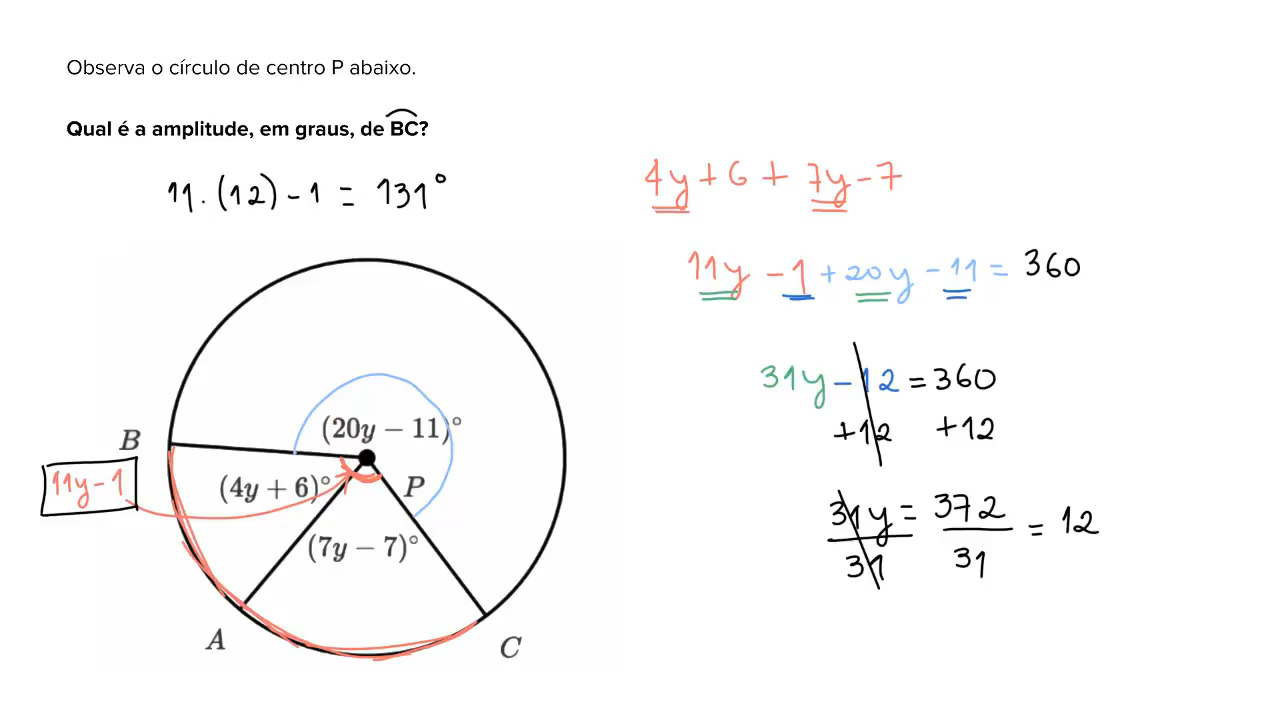 Observa o círculo de centro P abaixo.
Qual é a amplitude, em graus, de BC?
11 . (12) - 1 = 131°
4y + 6 + 7y - 7
11y - 1 + 20y - 11 = 360
31y - 12 = 360
+12 +12
31y = 372 = 12
31 31
B
(20y − 11)°
11y - 1
(4y + 6)°
P
(7y − 7)°
A
C